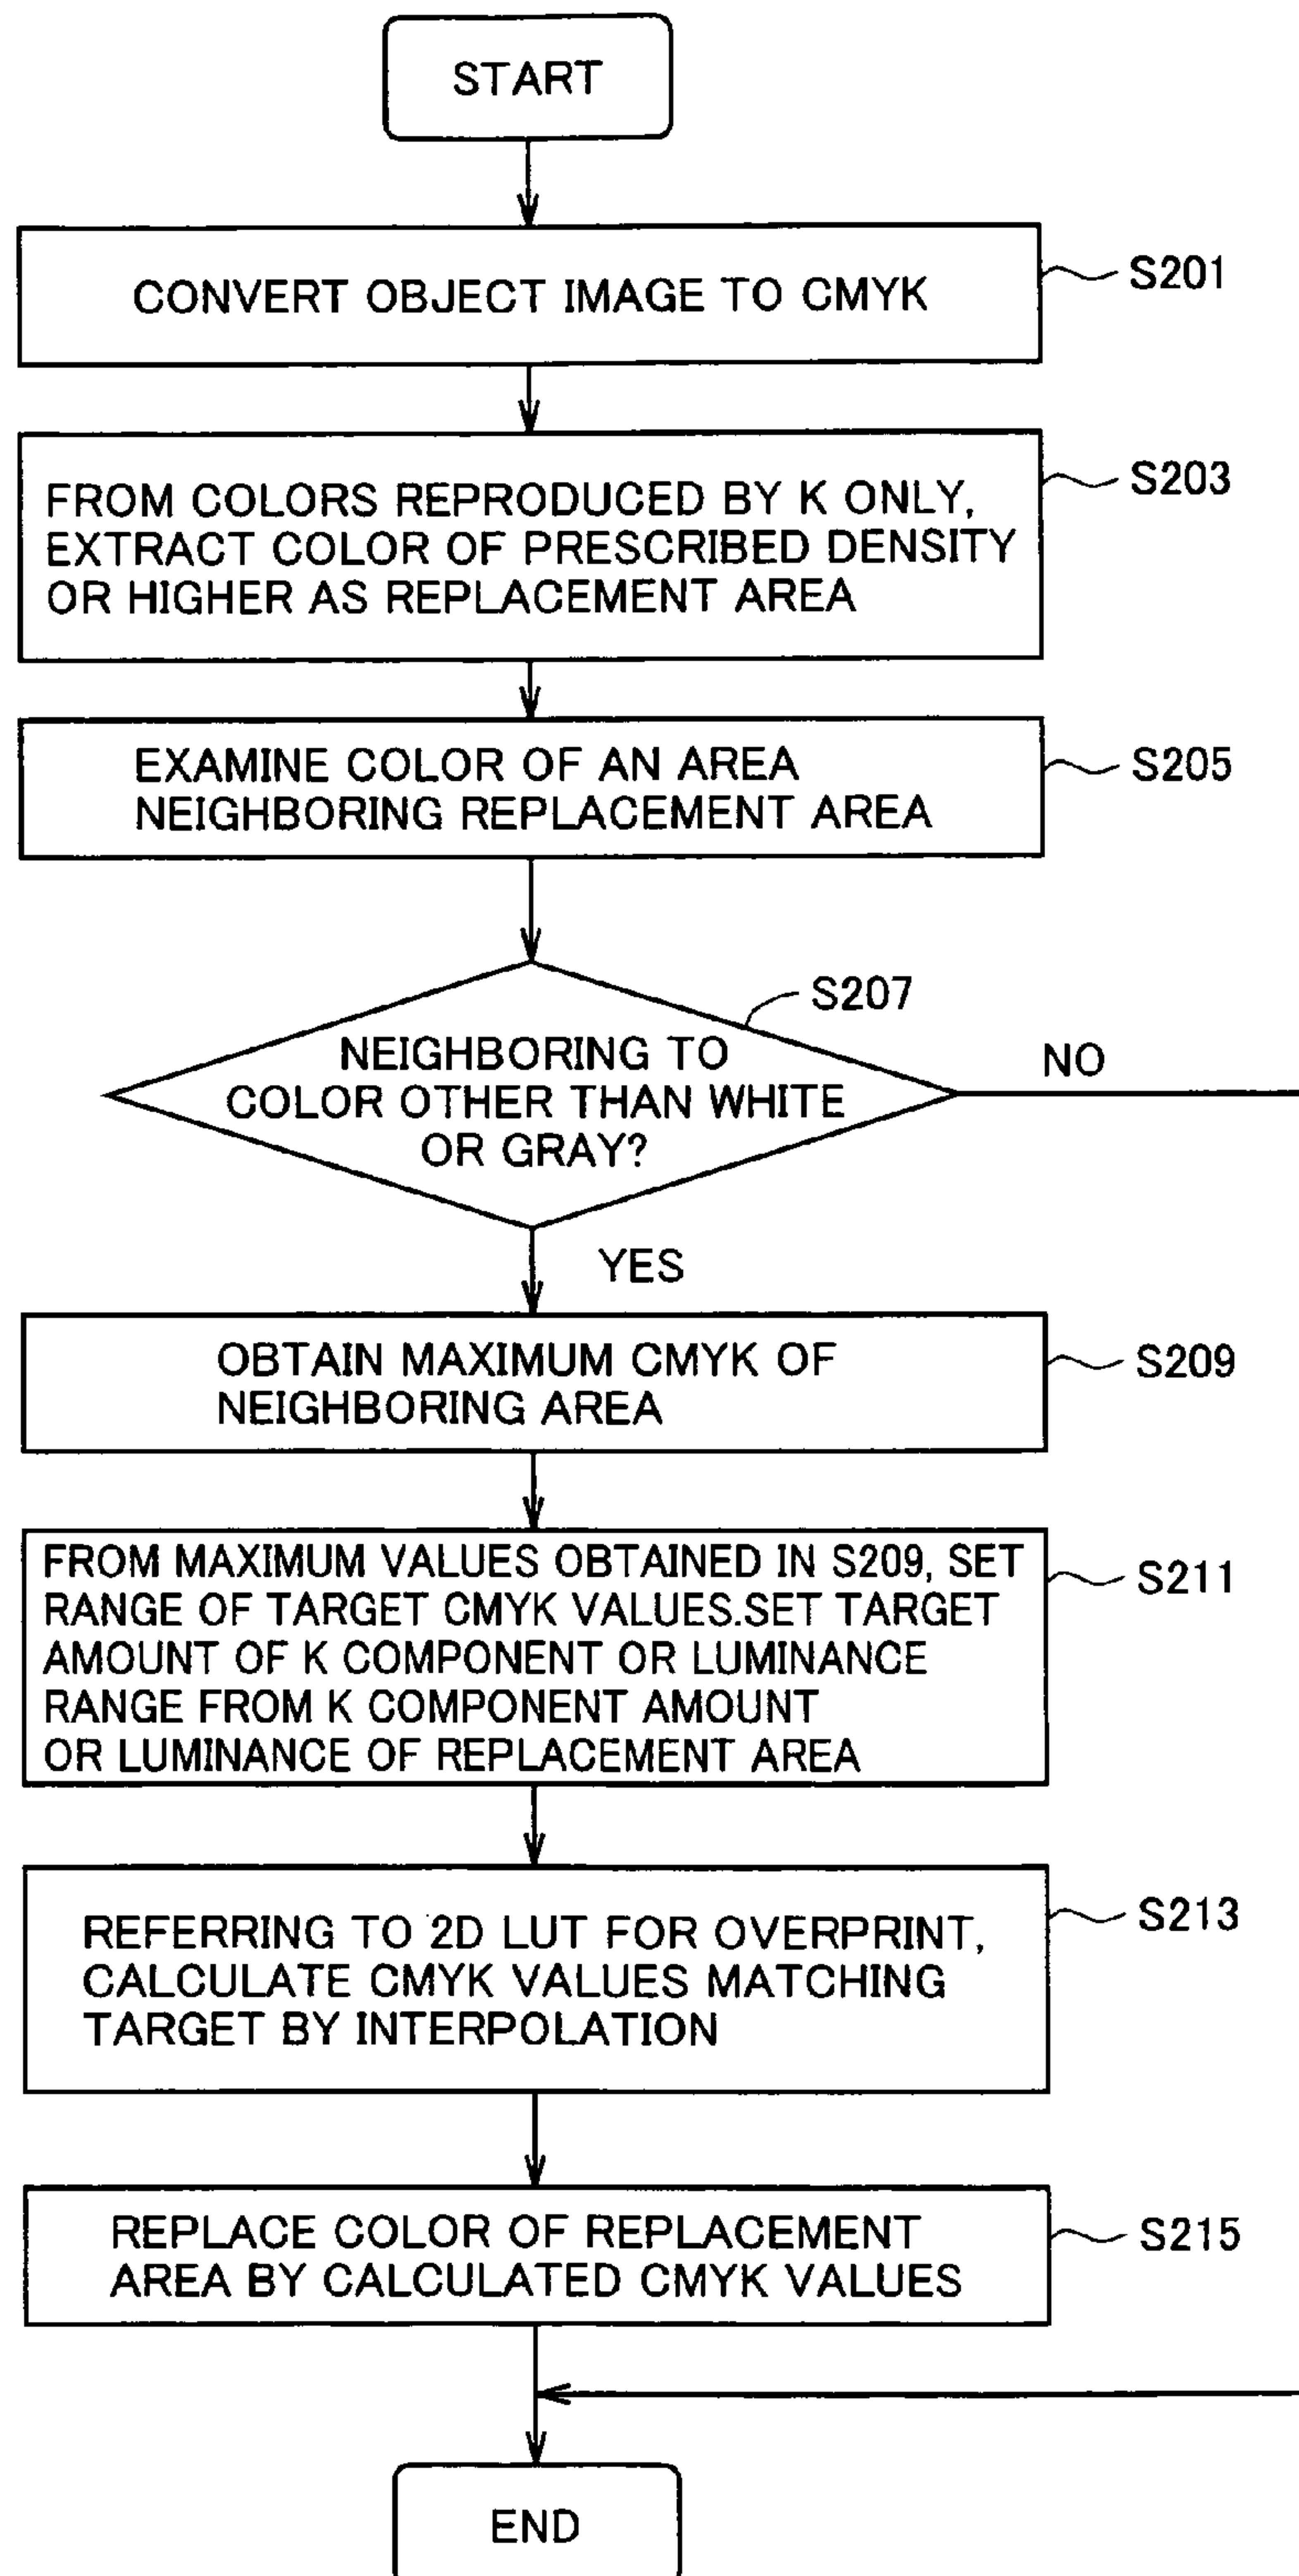 START
CONVERT OBJECT IMAGE TO CMYK
S201
FROM COLORS REPRODUCED BY K ONLY,
EXTRACT COLOR OF PRESCRIBED DENSITY
OR HIGHER AS REPLACEMENT AREA
S203
EXAMINE COLOR OF AN AREA
NEIGHBORING REPLACEMENT AREA
S205
S207
NEIGHBORING TO
COLOR OTHER THAN WHITE
OR GRAY?
NO
YES
OBTAIN MAXIMUM CMYK OF
NEIGHBORING AREA
S209
FROM MAXIMUM VALUES OBTAINED IN S209, SET
RANGE OF TARGET CMYK VALUES.SET TARGET
AMOUNT OF K COMPONENT OR LUMINANCE
RANGE FROM K COMPONENT AMOUNT
OR LUMINANCE OF REPLACEMENT AREA
S211
REFERRING TO 2D LUT FOR OVERPRINT,
CALCULATE CMYK VALUES MATCHING
TARGET BY INTERPOLATION
S213
REPLACE COLOR OF REPLACEMENT
AREA BY CALCULATED CMYK VALUES
S215
END